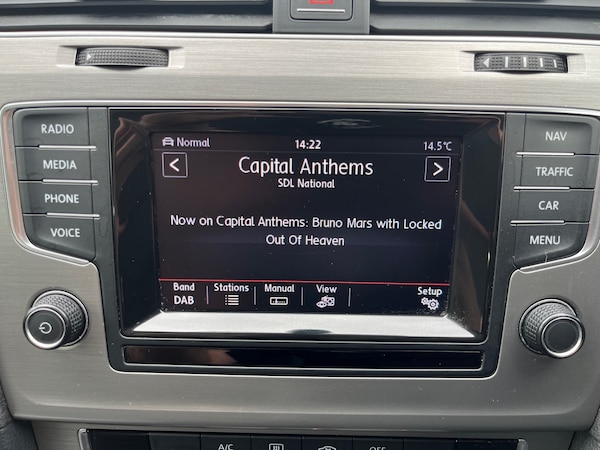 RADIO
MEDIA
PHONE
VOICE
Normal 14:22 14.5°C
< Capital Anthems >
SDL National
Now on Capital Anthems: Bruno Mars with Locked
Out Of Heaven
Band Stations Manual View Setup
DAB
NAV
TRAFFIC
CAR
MENU
A/C OFF